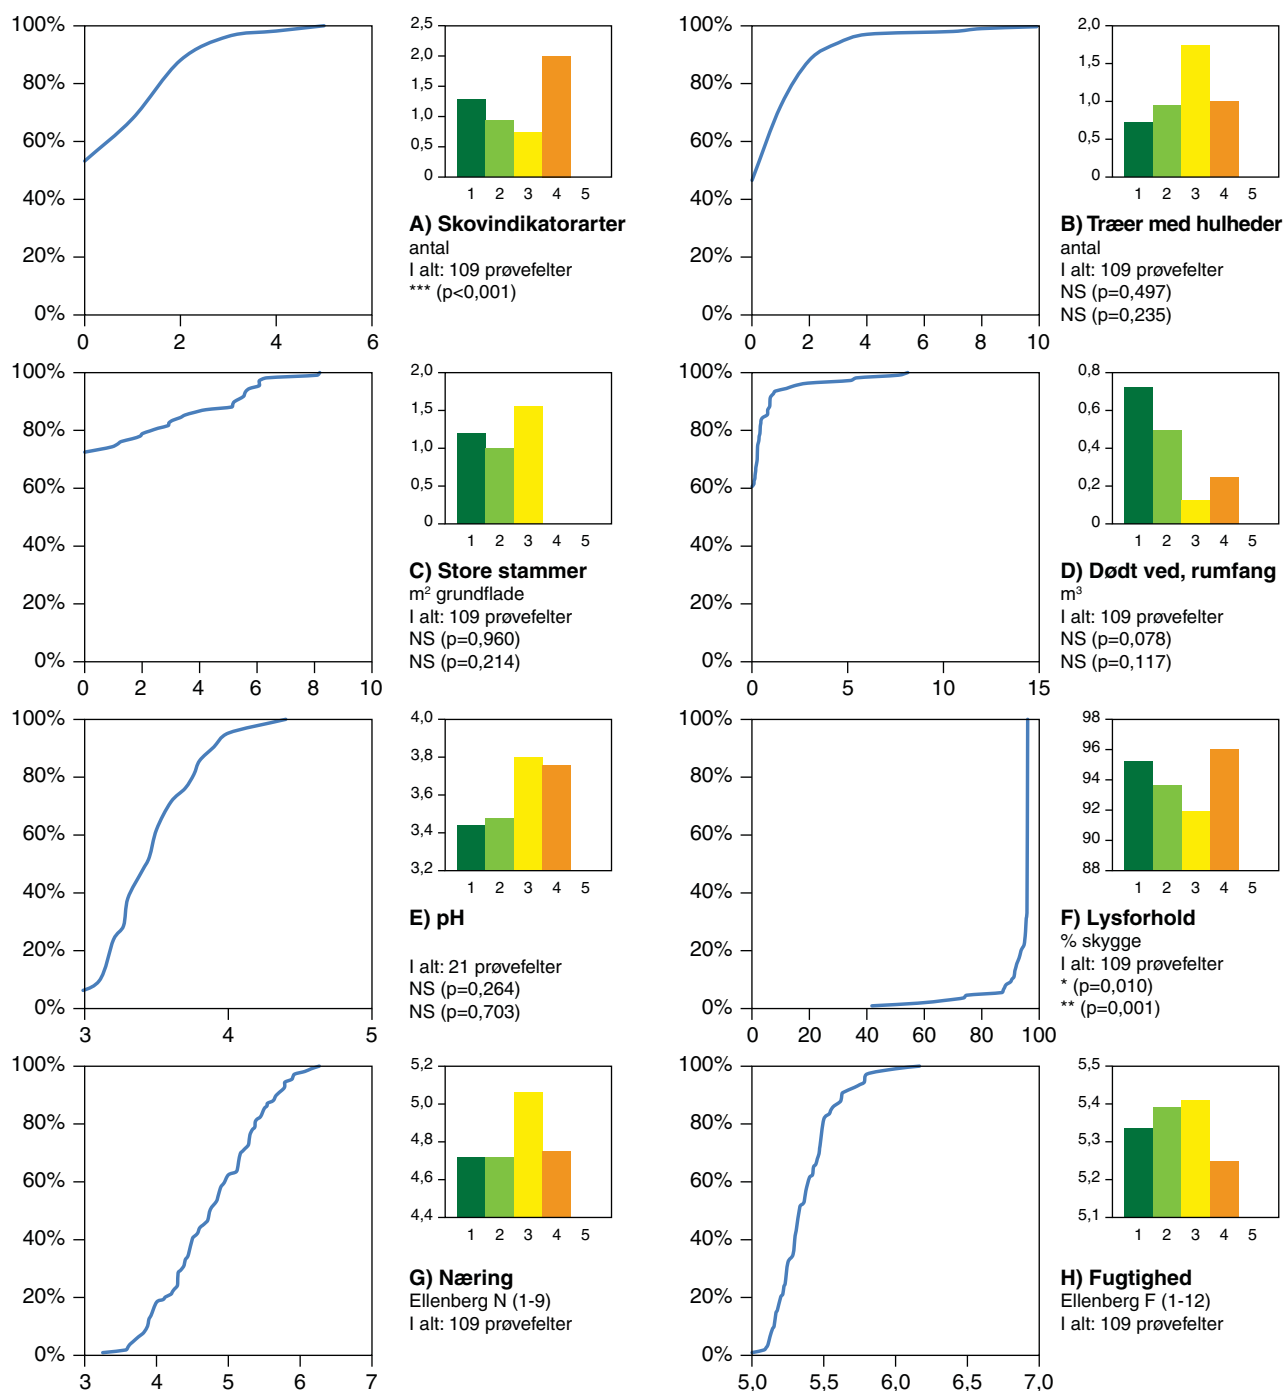 100%
80%
60%
40%
20%
0%
0 2 4 6
2,5
2,0
1,5
1,0
0,5
0
1 2 3 4 5
A) Skovindikatorarter
antal
I alt: 109 prøvefelter
*** (p<0,001)
100%
80%
60%
40%
20%
0%
0 2 4 6 8 10
2,0
1,5
1,0
0,5
0
1 2 3 4 5
B) Træer med hulheder
antal
I alt: 109 prøvefelter
NS (p=0,497)
NS (p=0,235)
100%
80%
60%
40%
20%
0%
0 2 4 6 8 10
2,0
1,5
1,0
0,5
0
1 2 3 4 5
C) Store stammer
m² grundflade
I alt: 109 prøvefelter
NS (p=0,960)
NS (p=0,214)
100%
80%
60%
40%
20%
0%
0 5 10 15
0,8
0,6
0,4
0,2
0
1 2 3 4 5
D) Dødt ved, rumfang
m³
I alt: 109 prøvefelter
NS (p=0,078)
NS (p=0,117)
100%
80%
60%
40%
20%
0%
3 4 5
4,0
3,8
3,6
3,4
3,2
1 2 3 4 5
E) pH
I alt: 21 prøvefelter
NS (p=0,264)
NS (p=0,703)
100%
80%
60%
40%
20%
0%
0 20 40 60 80 100
98
96
94
92
90
88
1 2 3 4 5
F) Lysforhold
% skygge
I alt: 109 prøvefelter
* (p=0,010)
** (p=0,001)
100%
80%
60%
40%
20%
0%
3 4 5 6 7
5,2
5,0
4,8
4,6
4,4
1 2 3 4 5
G) Næring
Ellenberg N (1-9)
I alt: 109 prøvefelter
100%
80%
60%
40%
20%
0%
5,0 5,5 6,0 6,5 7,0
5,5
5,4
5,3
5,2
5,1
1 2 3 4 5
H) Fugtighed
Ellenberg F (1-12)
I alt: 109 prøvefelter